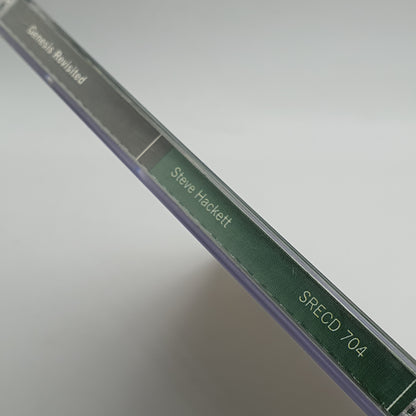 Genesis Revisited
Steve Hackett
SRECD 704